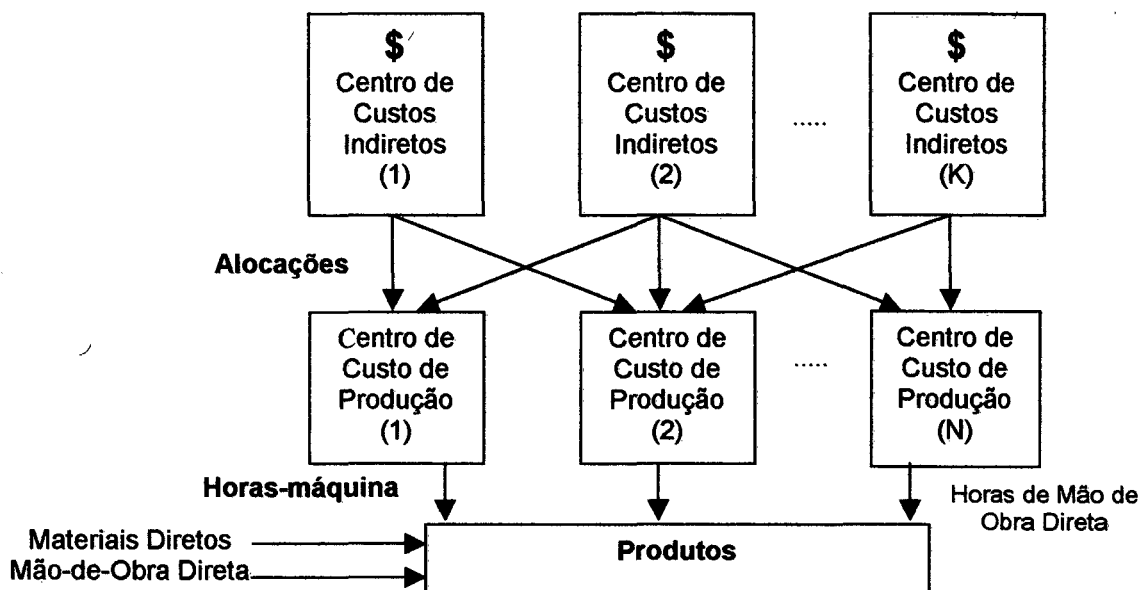 $
Centro de
Custos
Indiretos
(1)
$
Centro de
Custos
Indiretos
(2)
.....
$
Centro de
Custos
Indiretos
(K)
Alocações
Centro de
Custo de
Produção
(1)
Centro de
Custo de
Produção
(2)
.....
Centro de
Custo de
Produção
(N)
Horas-máquina
Horas de Mão de
Obra Direta
Materiais Diretos
Mão-de-Obra Direta
Produtos